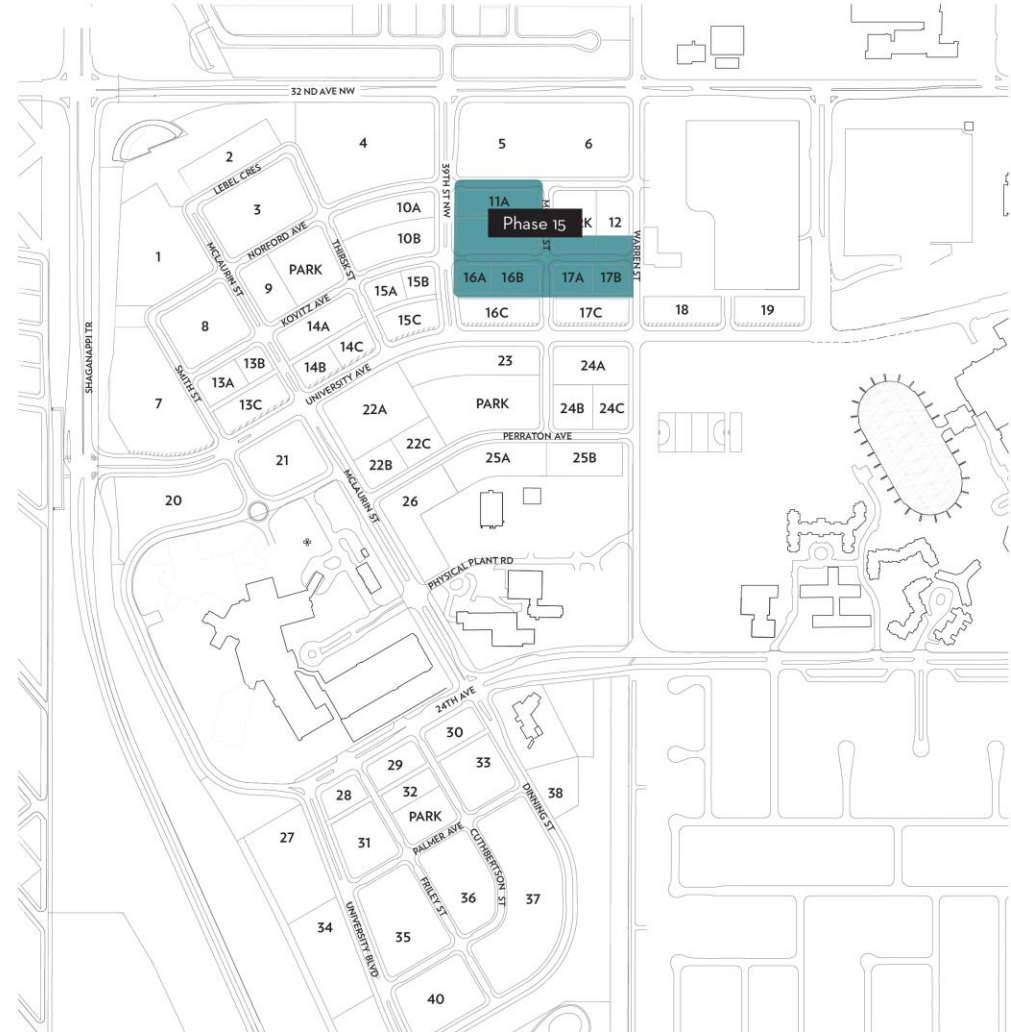 32 ND AVE NW
4
5
6
2
LEBEL CRES
39TH ST NW
3
10A
11A
Phase 15
12
NORFORD AVE
10B
WARREN ST
1
MCLAURIN ST
THIRSK ST
PARK
9
15A
15B
16A
16B
17A
17B
KOVITZ AVE
8
14A
15C
16C
17C
18
19
SHAGANAPPI TR
14C
13B
14B
13A
SMITH ST
13C
UNIVERSITY AVE
23
24A
7
22A
PARK
24B
24C
PERRATON AVE
22C
21
22B
25A
25B
MCLAURIN ST
20
26
PHYSICAL PLANT RD
24TH AVE
30
29
33
28
32
DINNING ST
38
PARK
27
31
PALMER AVE
CUTHBERTSON ST
FRILEY ST
36
37
34
UNIVERSITY BLVD
35
40